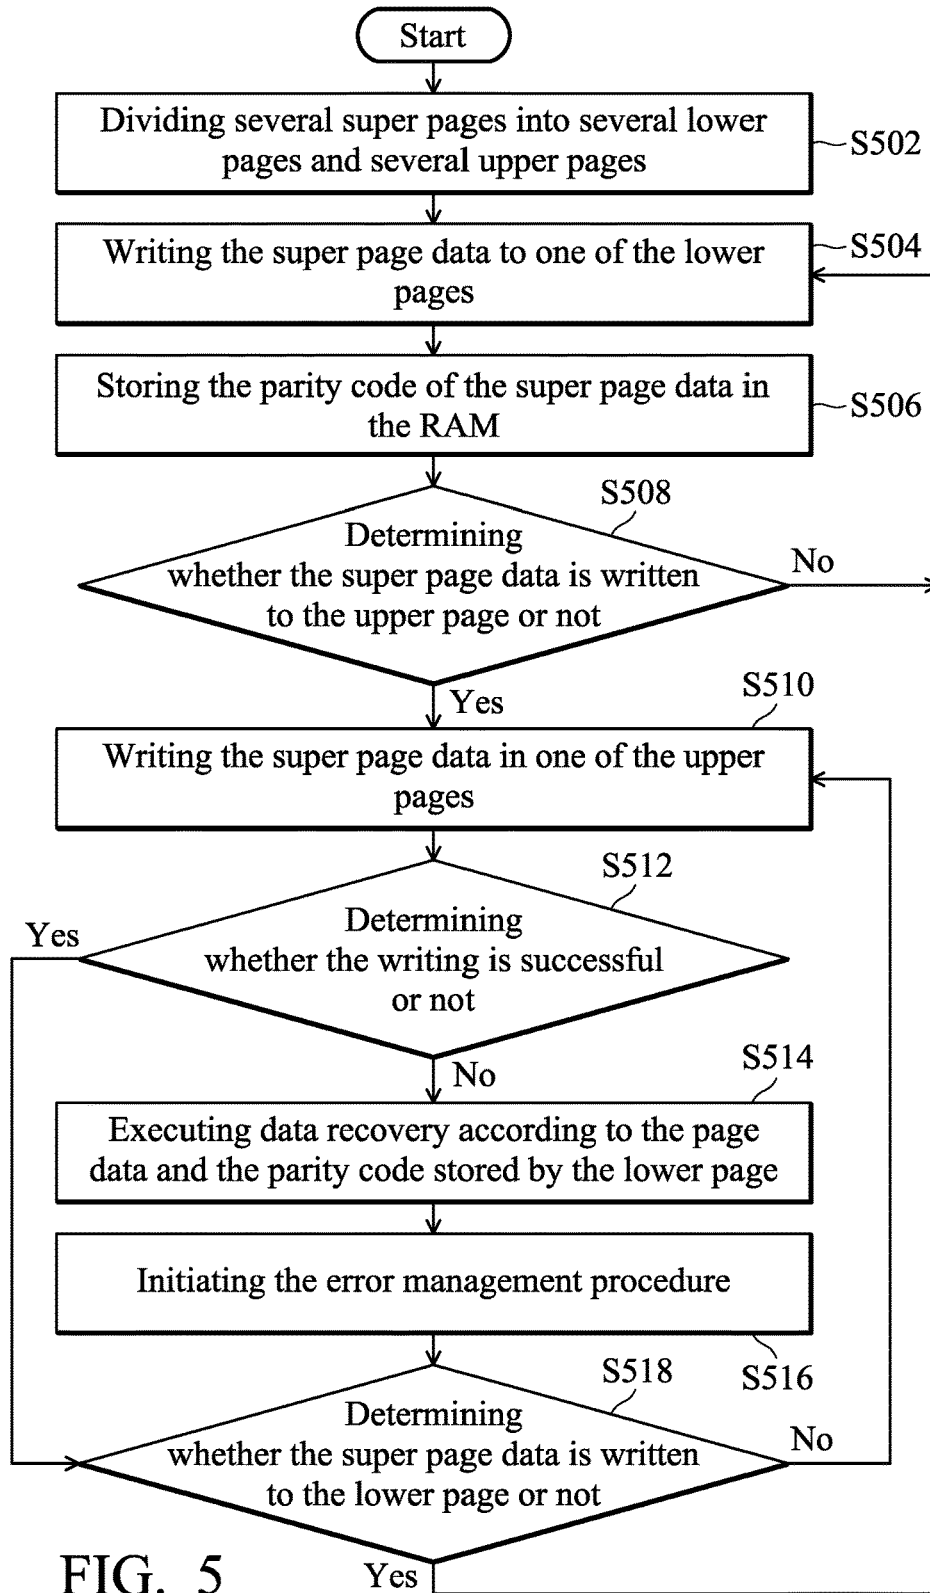 Start
Dividing several super pages into several lower
pages and several upper pages
S502
Writing the super page data to one of the lower
pages
S504
Storing the parity code of the super page data in
the RAM
S506
S508
Determining
whether the super page data is written
to the upper page or not
No
Yes
S510
Writing the super page data in one of the upper
pages
S512
Determining
whether the writing is successful
or not
Yes
No
S514
Executing data recovery according to the page
data and the parity code stored by the lower page
Initiating the error management procedure
S516
S518
Determining
whether the super page data is written
to the lower page or not
No
Yes
FIG. 5